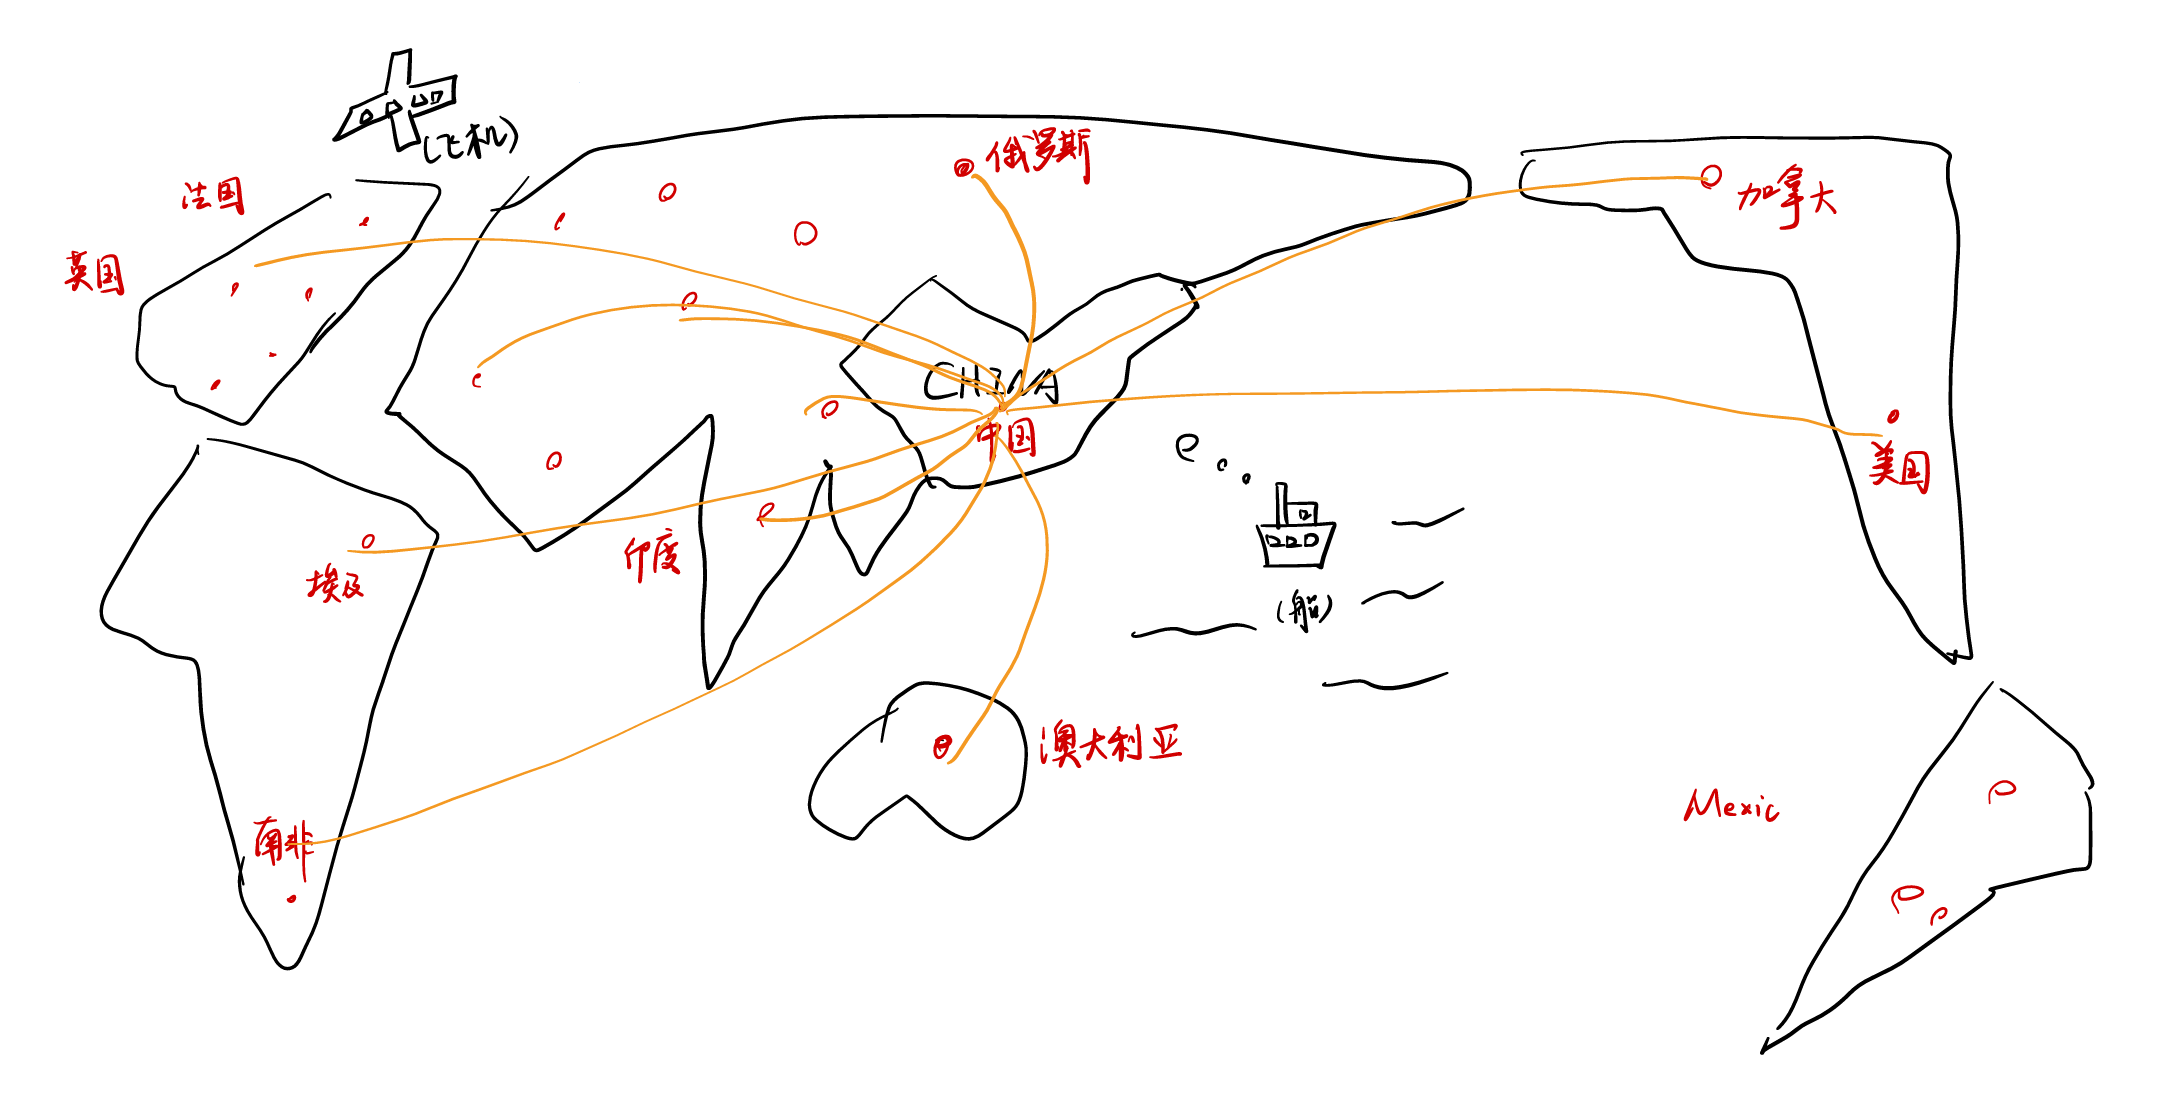 (飞机)
俄罗斯
法国
加拿大
英国
CHINA
中国
美国
印度
埃及
(船)
澳大利亚
Mexic
南非